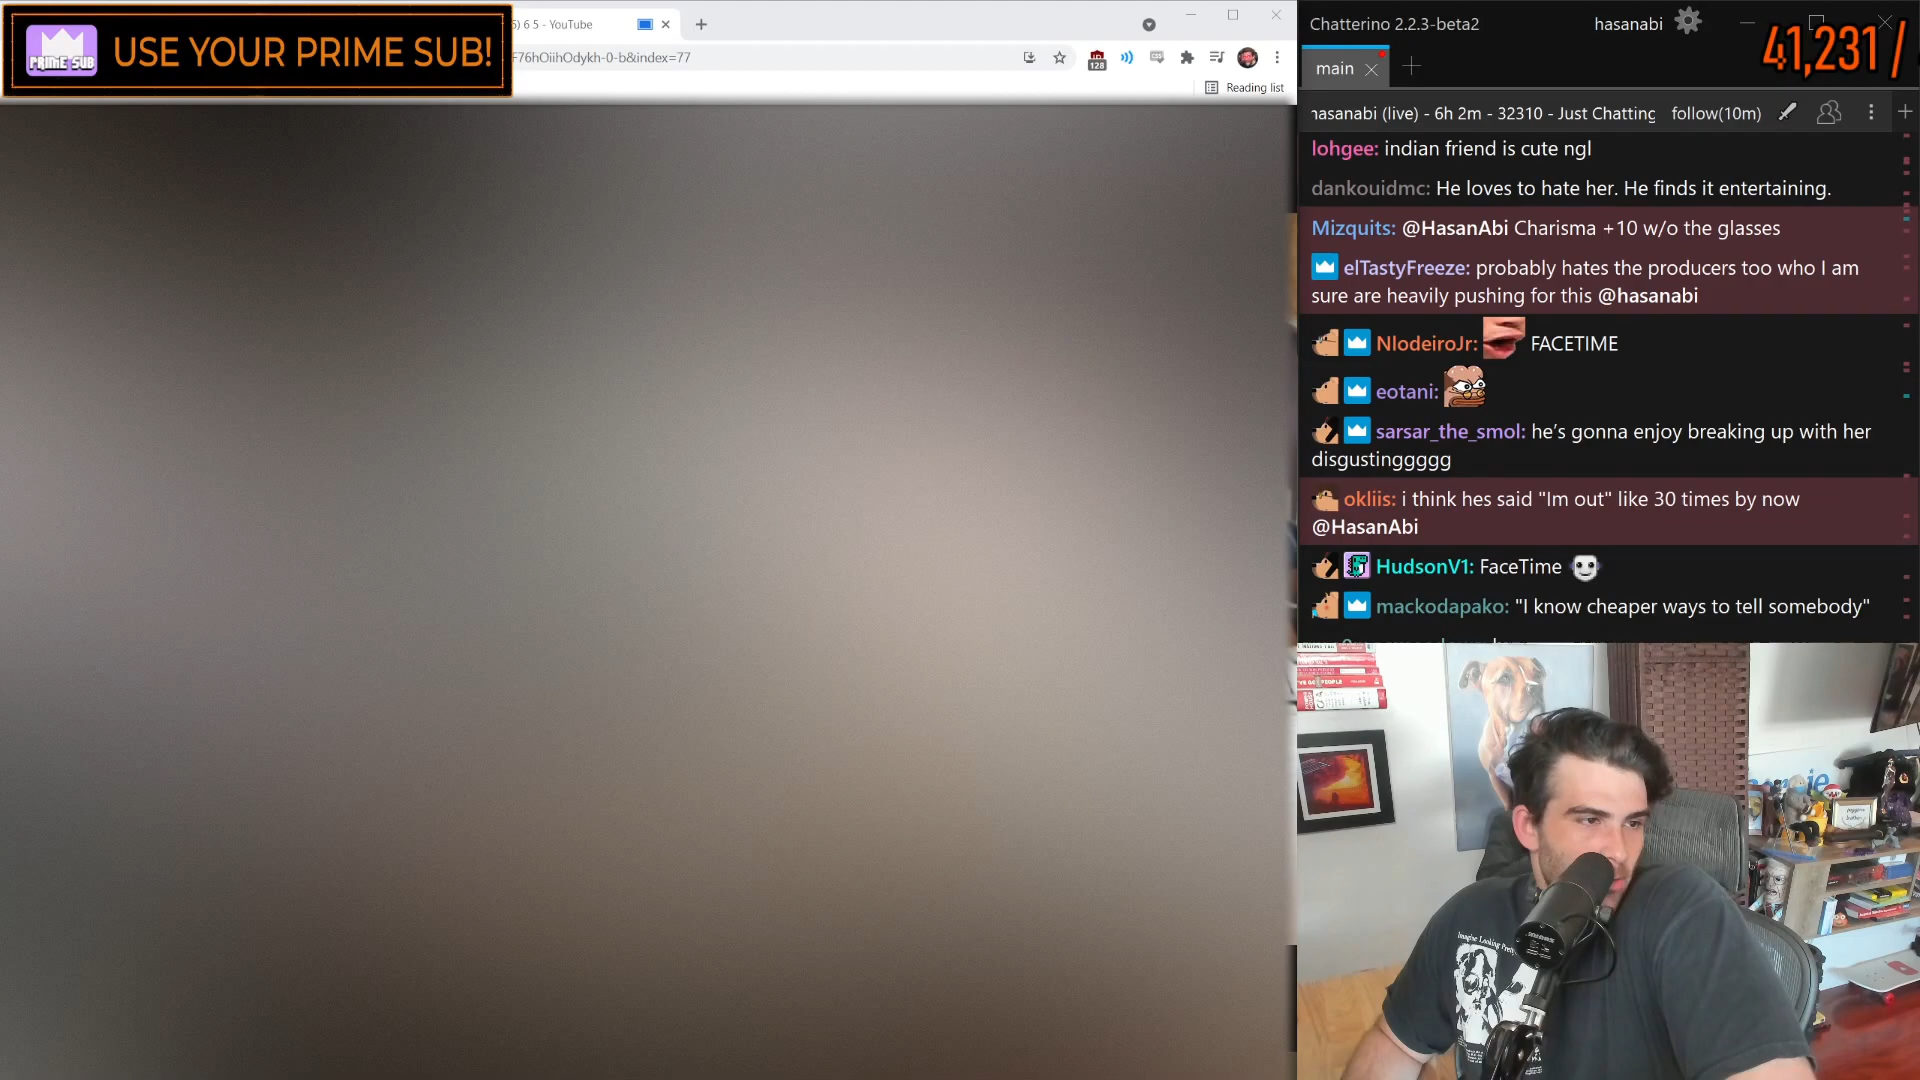 PRIME SUB
USE YOUR PRIME SUB!
5) 6 5 - YouTube
F76hOiihOdykh-0-b&index=77
128
Reading list
Chatterino 2.2.3-beta2
hasanabi
41,231 /
main
hasanabi (live) - 6h 2m - 32310 - Just Chatting
follow(10m)
lohgee: indian friend is cute ngl
dankouidmc: He loves to hate her. He finds it entertaining.
Mizquits: @HasanAbi Charisma +10 w/o the glasses
elTastyFreeze: probably hates the producers too who I am
sure are heavily pushing for this @hasanabi
NlodeiroJr: FACETIME
eotani:
sarsar_the_smol: he's gonna enjoy breaking up with her
disgustinggggg
okliis: i think hes said "Im out" like 30 times by now
@HasanAbi
HudsonV1: FaceTime
mackodapako: "I know cheaper ways to tell somebody"
Imagine Looking